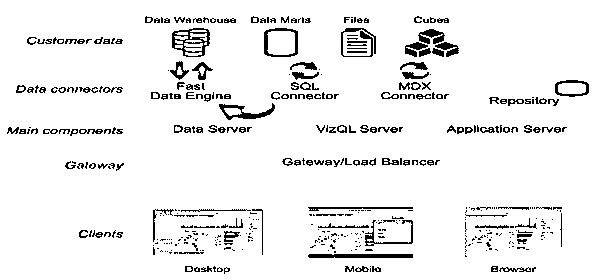 Data Warehouse Data Marts Files Cubes
Customer data
Data connectors Fast Data Engine SQL Connector MDX Connector
Repository
Main components Data Server VizQL Server Application Server
Gateway Gateway/Load Balancer
Clients
Desktop Mobile Browser